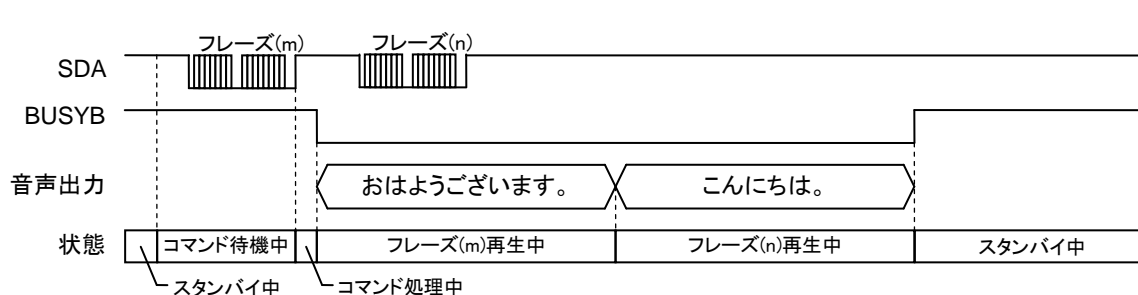 フレーズ(m) フレーズ(n)
SDA
BUSYB
音声出力 おはようございます。 こんにちは。
状態 コマンド待機中 フレーズ(m)再生中 フレーズ(n)再生中 スタンバイ中
スタンバイ中 コマンド処理中